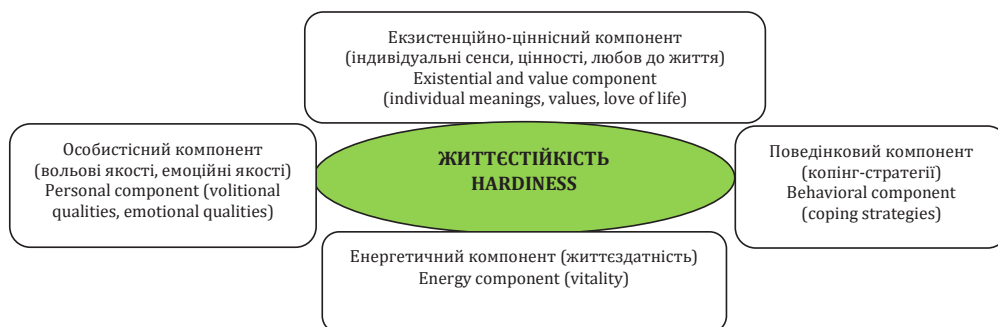 Екзистенційно-ціннісний компонент
(індивідуальні сенси, цінності, любов до життя)
Existential and value component
(individual meanings, values, love of life)
Особистісний компонент
(вольові якості, емоційні якості)
Personal component (volitional
qualities, emotional qualities)
ЖИТТЄСТІЙКІСТЬ
HARDINESS
Поведінковий компонент
(копінг-стратегії)
Behavioral component
(coping strategies)
Енергетичний компонент (життєздатність)
Energy component (vitality)